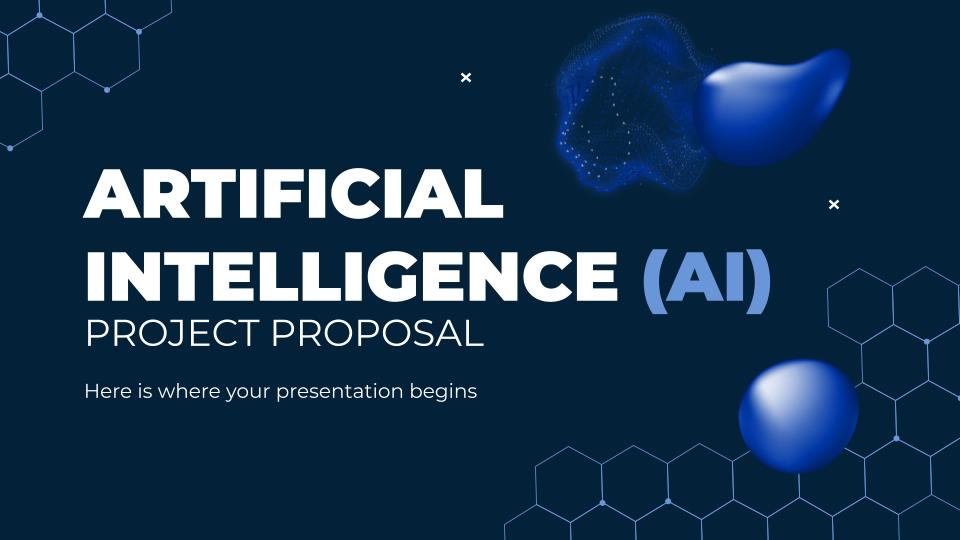 ARTIFICIAL
INTELLIGENCE (AI)
PROJECT PROPOSAL
Here is where your presentation begins